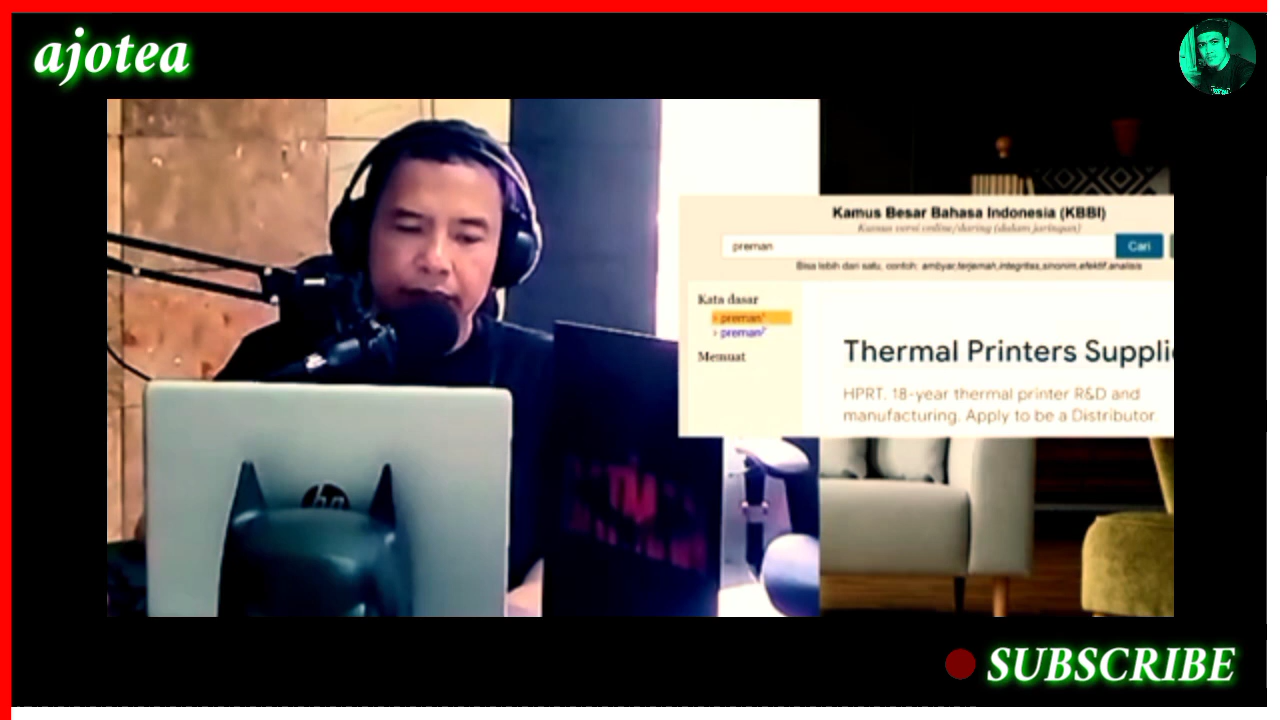 ajotea
Kamus Besar Bahasa Indonesia (KBBI)
Kamus versi online/daring (dalam jaringan)
preman
Cari
Bisa lebih dari satu, contoh: ambyar,terjemah,integritas,sinonim,efektif,analisis
Kata dasar
› preman¹
› preman²
Memuat
Thermal Printers Supplie
HPRT. 18-year thermal printer R&D and
manufacturing. Apply to be a Distributor
hp
SUBSCRIBE